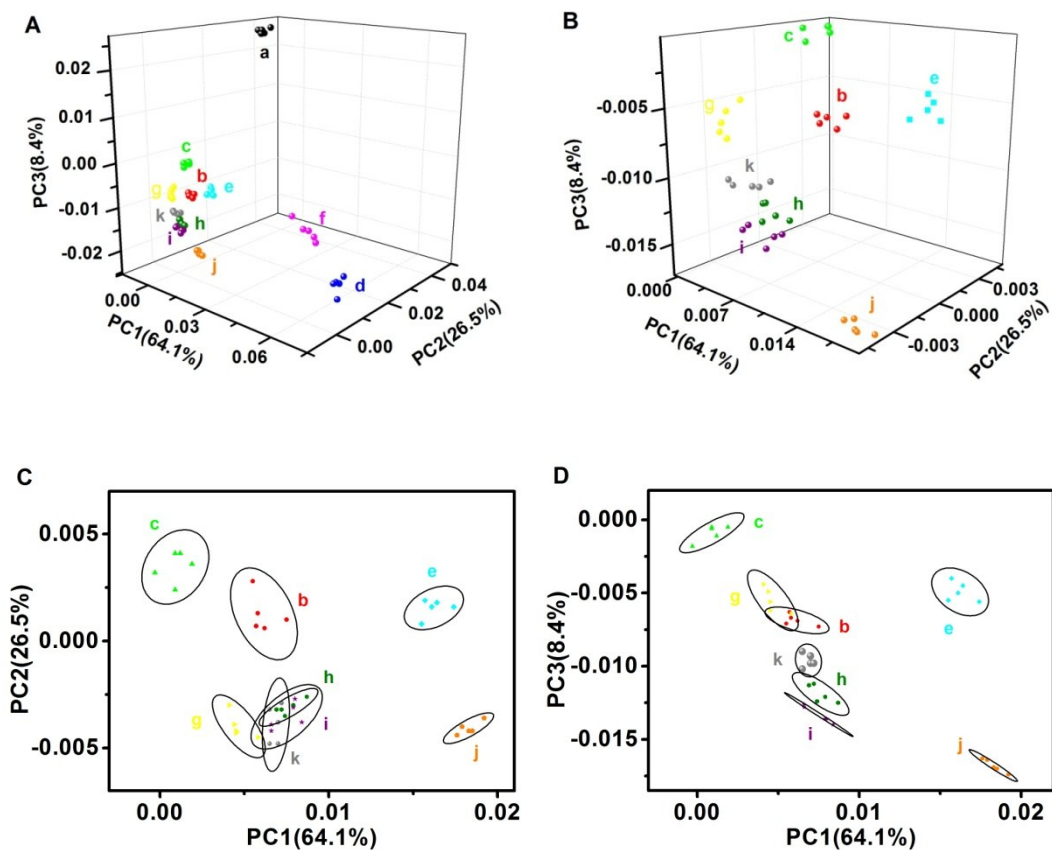 A
PC3(8.4%)
0.02
0.01
0.00
-0.01
-0.02
a
c
b
g
e
k
h
i
j
f
d
0.00
0.03
0.06
PC1(64.1%)
0.00
0.02
0.04
PC2(26.5%)
B
PC3(8.4%)
-0.005
-0.010
-0.015
c
g
b
e
k
h
i
j
0.000
0.007
0.014
PC1(64.1%)
-0.003
0.000
0.003
PC2(26.5%)
C
PC2(26.5%)
0.005
0.000
-0.005
c
b
e
h
g
i
k
j
0.00
0.01
0.02
PC1(64.1%)
D
PC3(8.4%)
0.000
-0.005
-0.010
-0.015
c
g
b
e
k
h
i
j
0.00
0.01
0.02
PC1(64.1%)